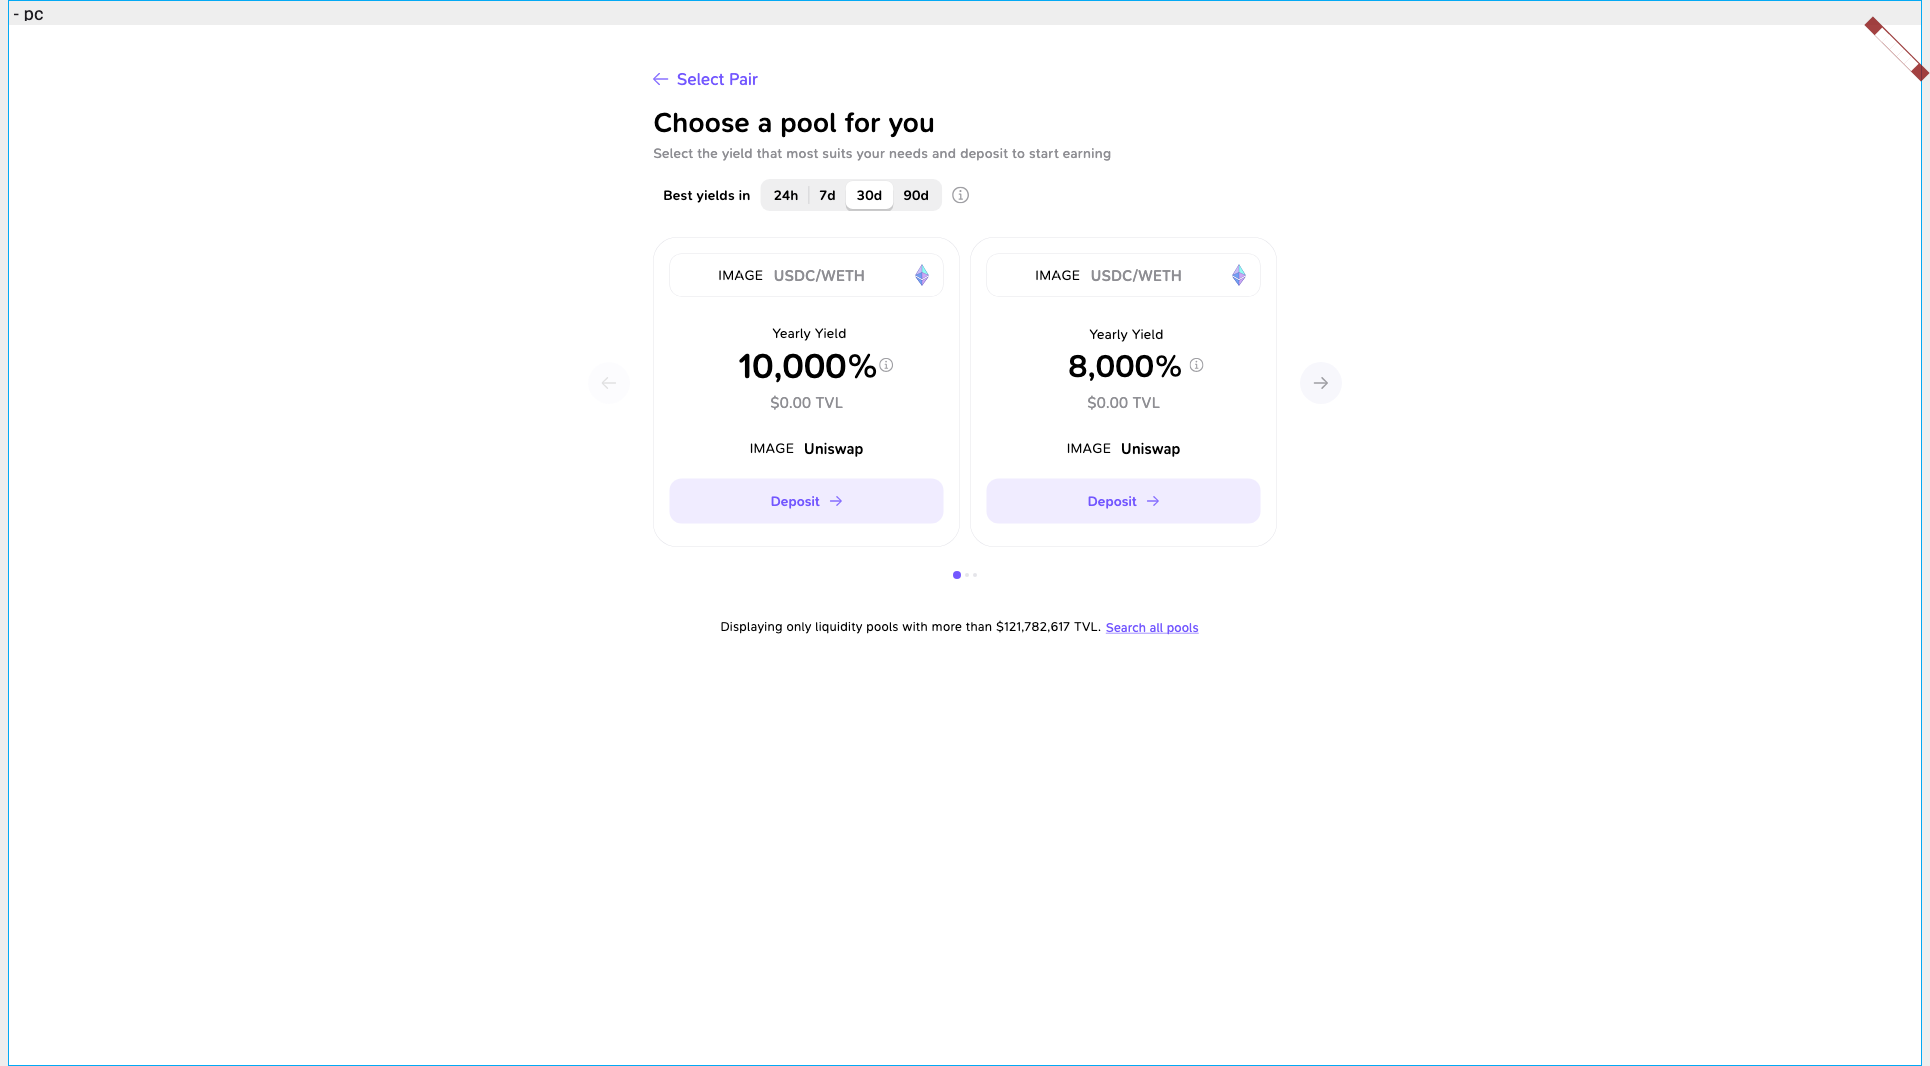 - pc
Select Pair
Choose a pool for you
Select the yield that most suits your needs and deposit to start earning
Best yields in 24h 7d 30d 90d
IMAGE USDC/WETH
Yearly Yield
10,000%
$0.00 TVL
IMAGE Uniswap
Deposit
IMAGE USDC/WETH
Yearly Yield
8,000%
$0.00 TVL
IMAGE Uniswap
Deposit
Displaying only liquidity pools with more than $121,782,617 TVL. Search all pools